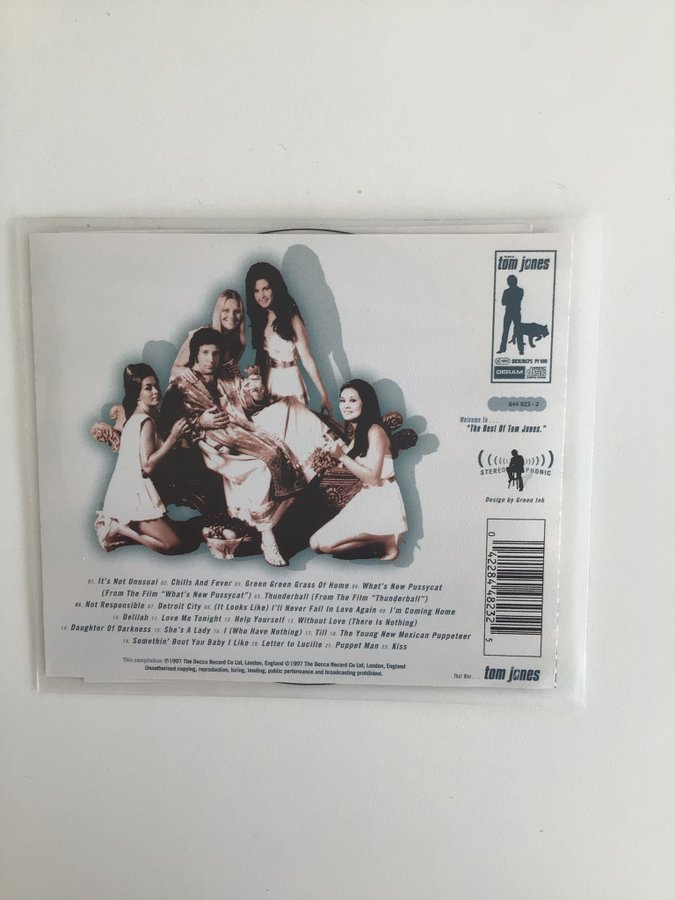 tom jones
DERAM
844 823 - 2
Welcome To . . .
"The Best Of Tom Jones."
STEREO PHONIC
Design by Green Ink
0 42284 48232 5
01. It's Not Unusual 02. Chills And Fever 03. Green Green Grass Of Home 04. What's New Pussycat
(From The Film "What's New Pussycat") 05. Thunderball (From The Film "Thunderball")
06. Not Responsible 07. Detroit City 08. (It Looks Like) I'll Never Fall In Love Again 09. I'm Coming Home
10. Delilah 11. Love Me Tonight 12. Help Yourself 13. Without Love (There Is Nothing)
14. Daughter Of Darkness 15. She's A Lady 16. I (Who Have Nothing) 17. Till 18. The Young New Mexican Puppeteer
19. Somethin' Bout You Baby I Like 20. Letter to Lucille 21. Puppet Man 22. Kiss
This compilation: ℗1997 The Decca Record Co Ltd, London, England ©1997 The Decca Record Co Ltd, London, England
Unauthorised copying, reproduction, hiring, lending, public performance and broadcasting prohibited.
That Was . . . tom jones